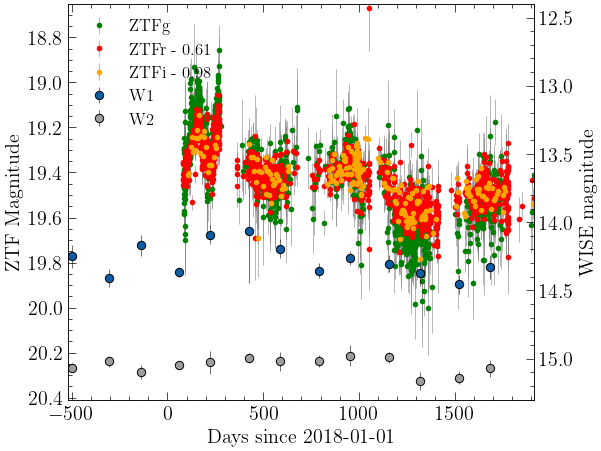 ZTFg
ZTFr - 0.61
ZTFi - 0.98
W1
W2
18.8
19.0
19.2
19.4
19.6
19.8
20.0
20.2
20.4
ZTF Magnitude
12.5
13.0
13.5
14.0
14.5
15.0
WISE magnitude
−500
0
500
1000
1500
Days since 2018-01-01